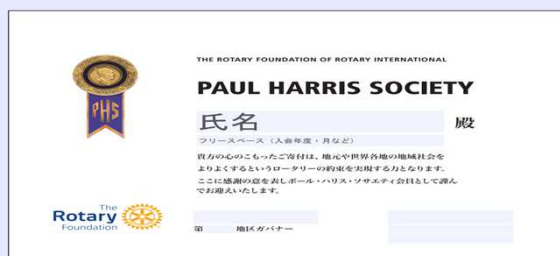 THE ROTARY FOUNDATION OF ROTARY INTERNATIONAL
PAUL HARRIS SOCIETY
PHS
氏名 殿
フリースペース(入会年度・月など)
貴方の心のこもったご寄付は、地元や世界各地の地域社会を
よりよくするというロータリーの約束を実現する力となります。
ここに感謝の意を表しポール・ハリス・ソサエティ会員として謹ん
でお迎えいたします。
The
Rotary
Foundation
第 地区ガバナー